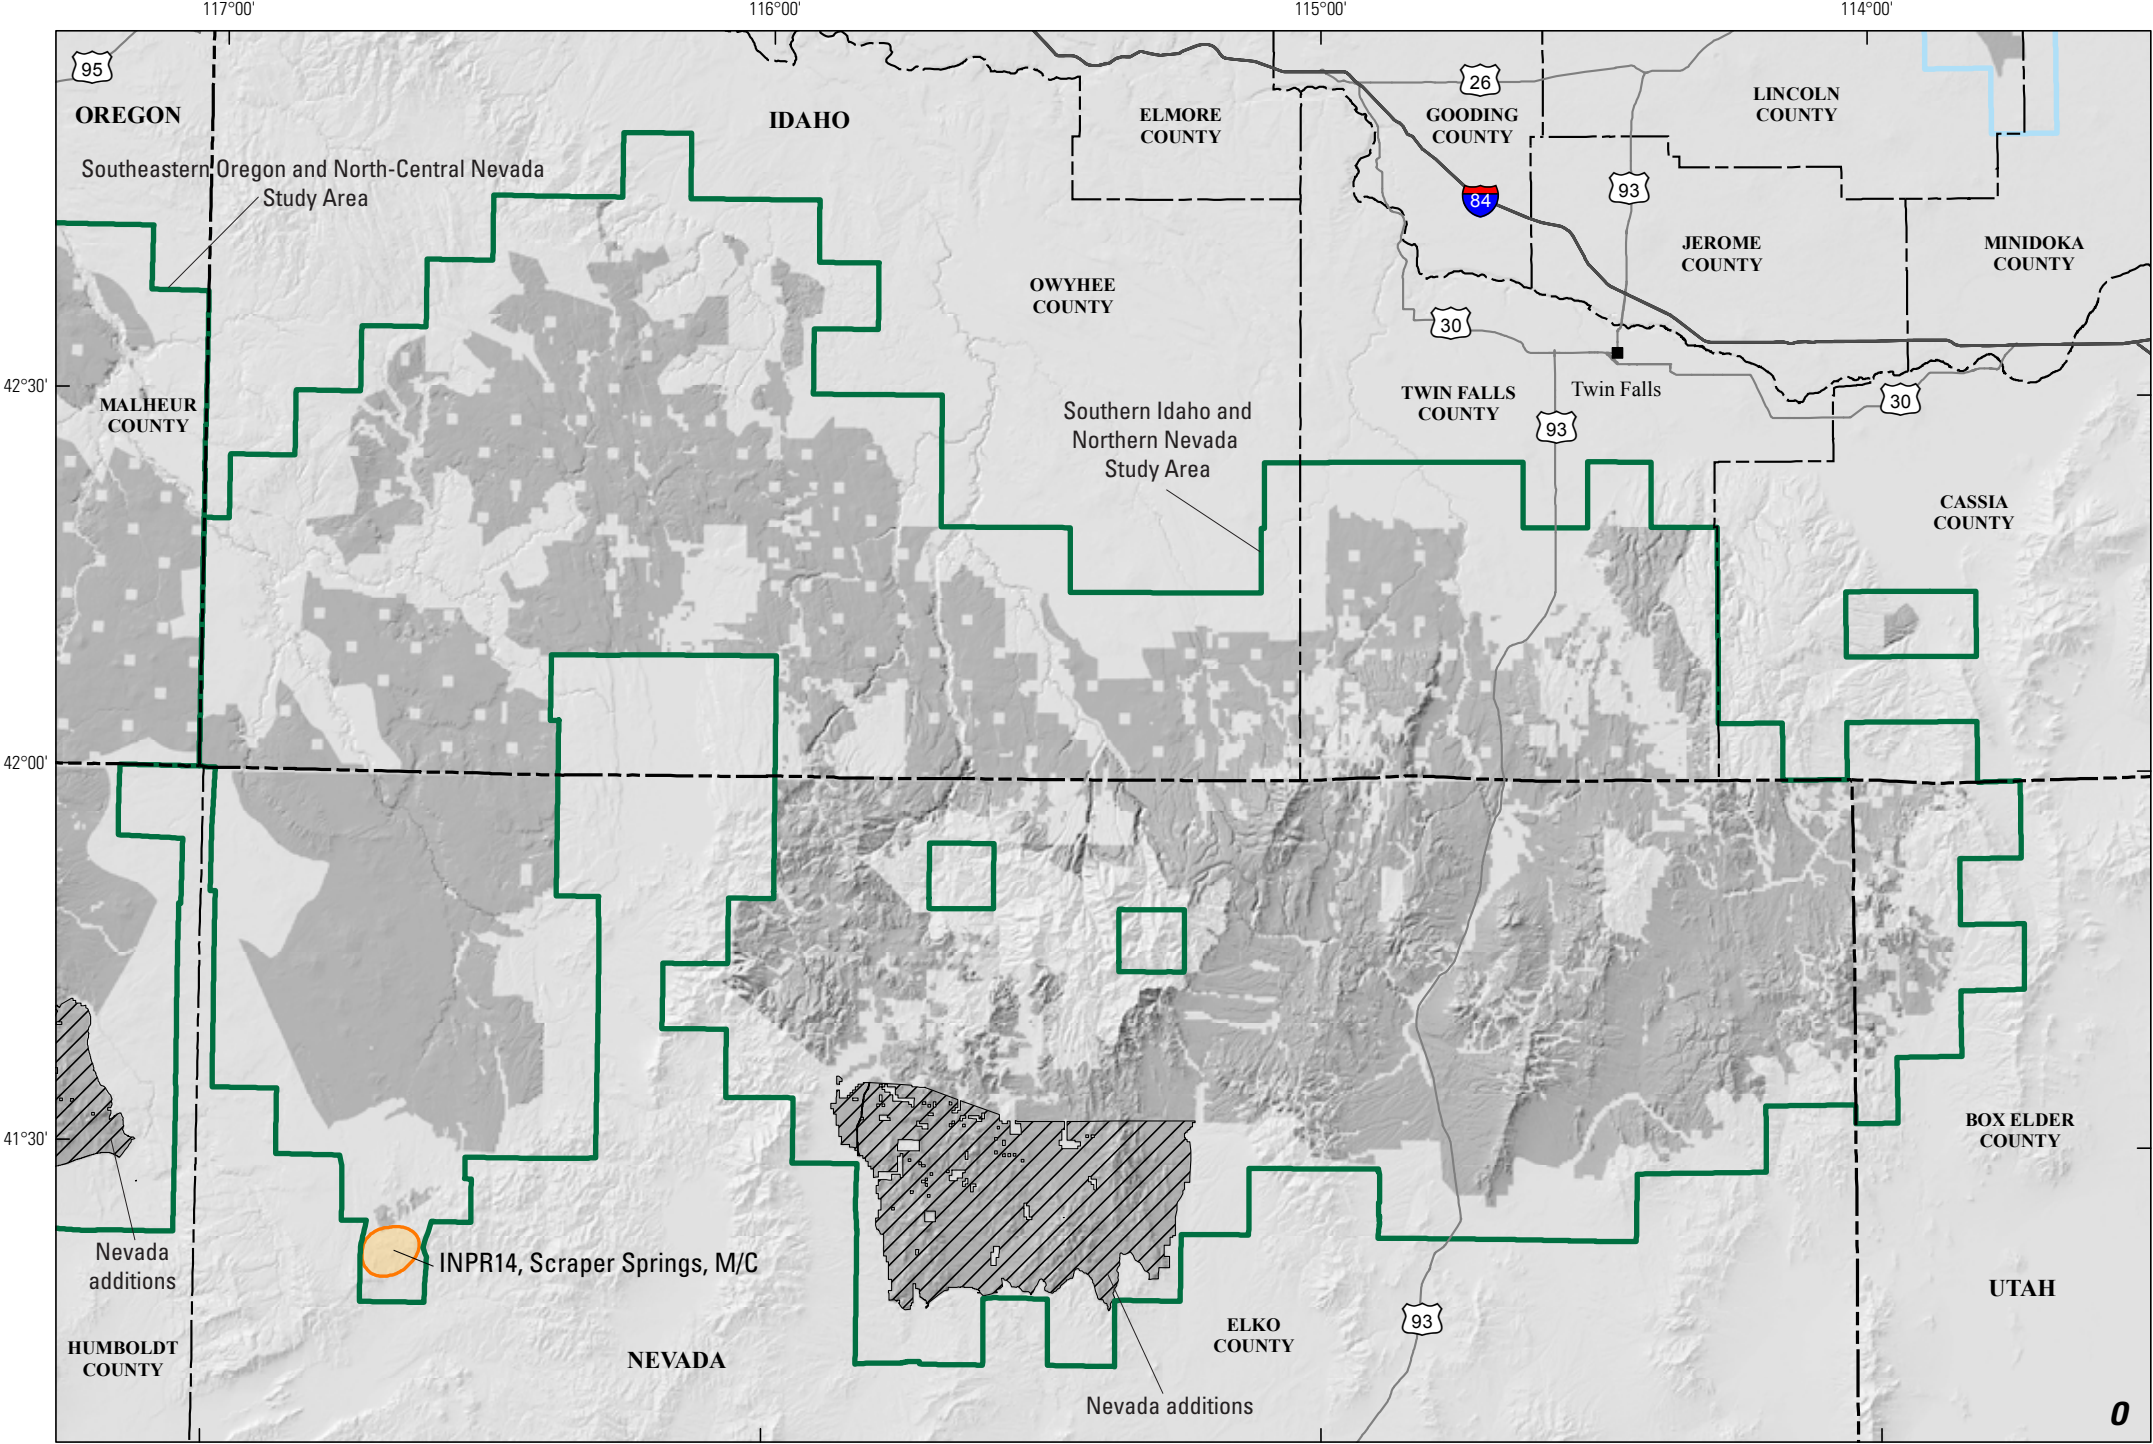 117°00'
116°00'
115°00'
114°00'
95
OREGON
IDAHO
ELMORE
COUNTY
26
GOODING
COUNTY
LINCOLN
COUNTY
Southeastern Oregon and North-Central Nevada
Study Area
84
93
OWYHEE
COUNTY
JEROME
COUNTY
MINIDOKA
COUNTY
30
42°30'
MALHEUR
COUNTY
Southern Idaho and
Northern Nevada
Study Area
TWIN FALLS
COUNTY
Twin Falls
93
30
CASSIA
COUNTY
42°00'
41°30'
BOX ELDER
COUNTY
Nevada
additions
INPR14, Scraper Springs, M/C
UTAH
HUMBOLDT
COUNTY
NEVADA
ELKO
COUNTY
93
Nevada additions
O